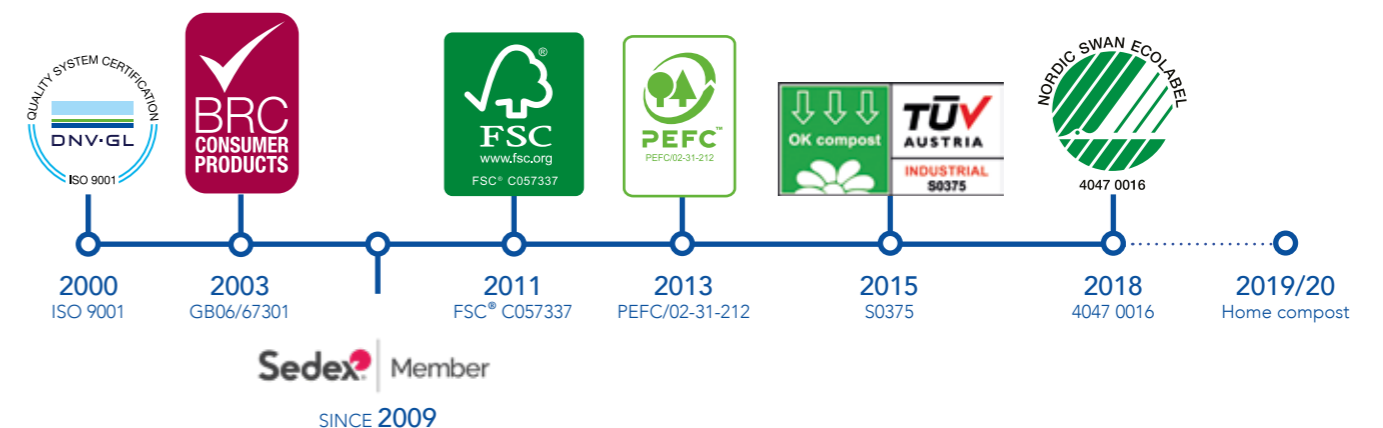 QUALITY SYSTEM CERTIFICATION
DNV·GL
ISO 9001
BRC
CONSUMER
PRODUCTS
®
FSC
www.fsc.org
FSC® C057337
PEFC™
PEFC/02-31-212
OK compost
TÜV
AUSTRIA
INDUSTRIAL
S0375
NORDIC SWAN ECOLABEL
4047 0016
2000
ISO 9001
2003
GB06/67301
2011
FSC® C057337
2013
PEFC/02-31-212
2015
S0375
2018
4047 0016
2019/20
Home compost
Sedex® Member
SINCE 2009